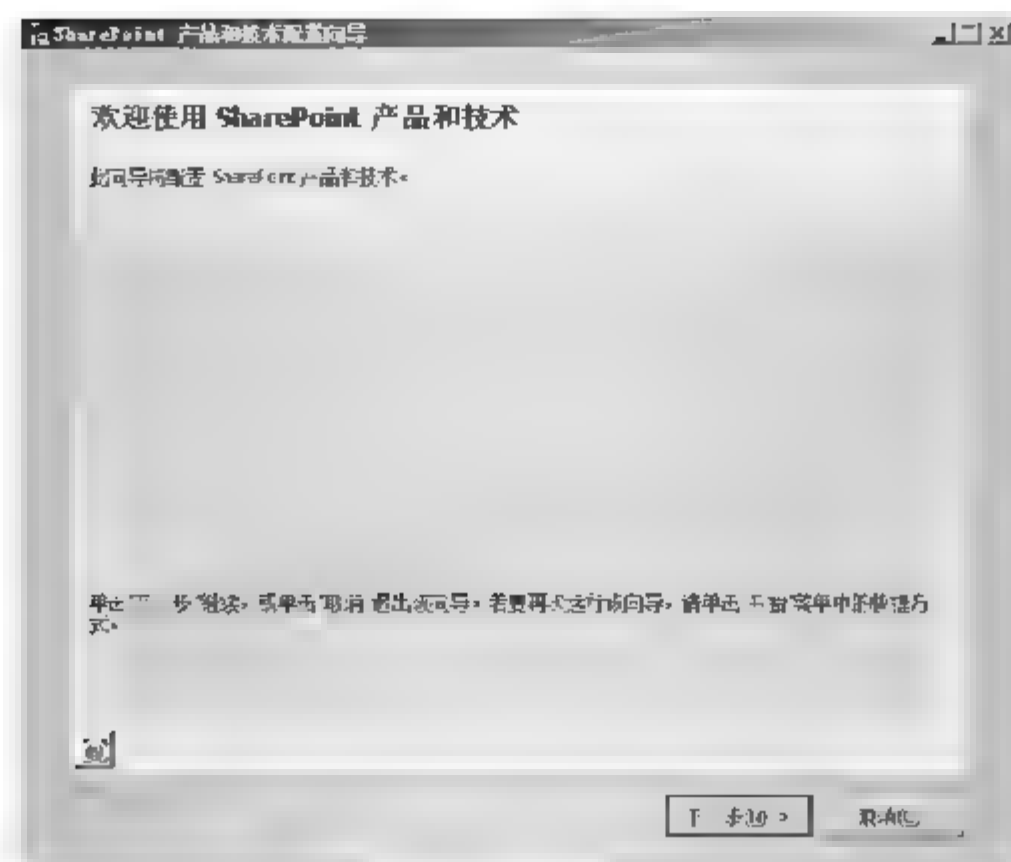 SharePoint 产品和技术配置向导
欢迎使用 SharePoint 产品和技术
此向导将配置 SharePoint 产品和技术。
单击"下一步"继续，或单击"取消"退出该向导。若要再次运行该向导，请单击"开始"菜单中的快捷方
式。
下一步(N) >
取消(C)